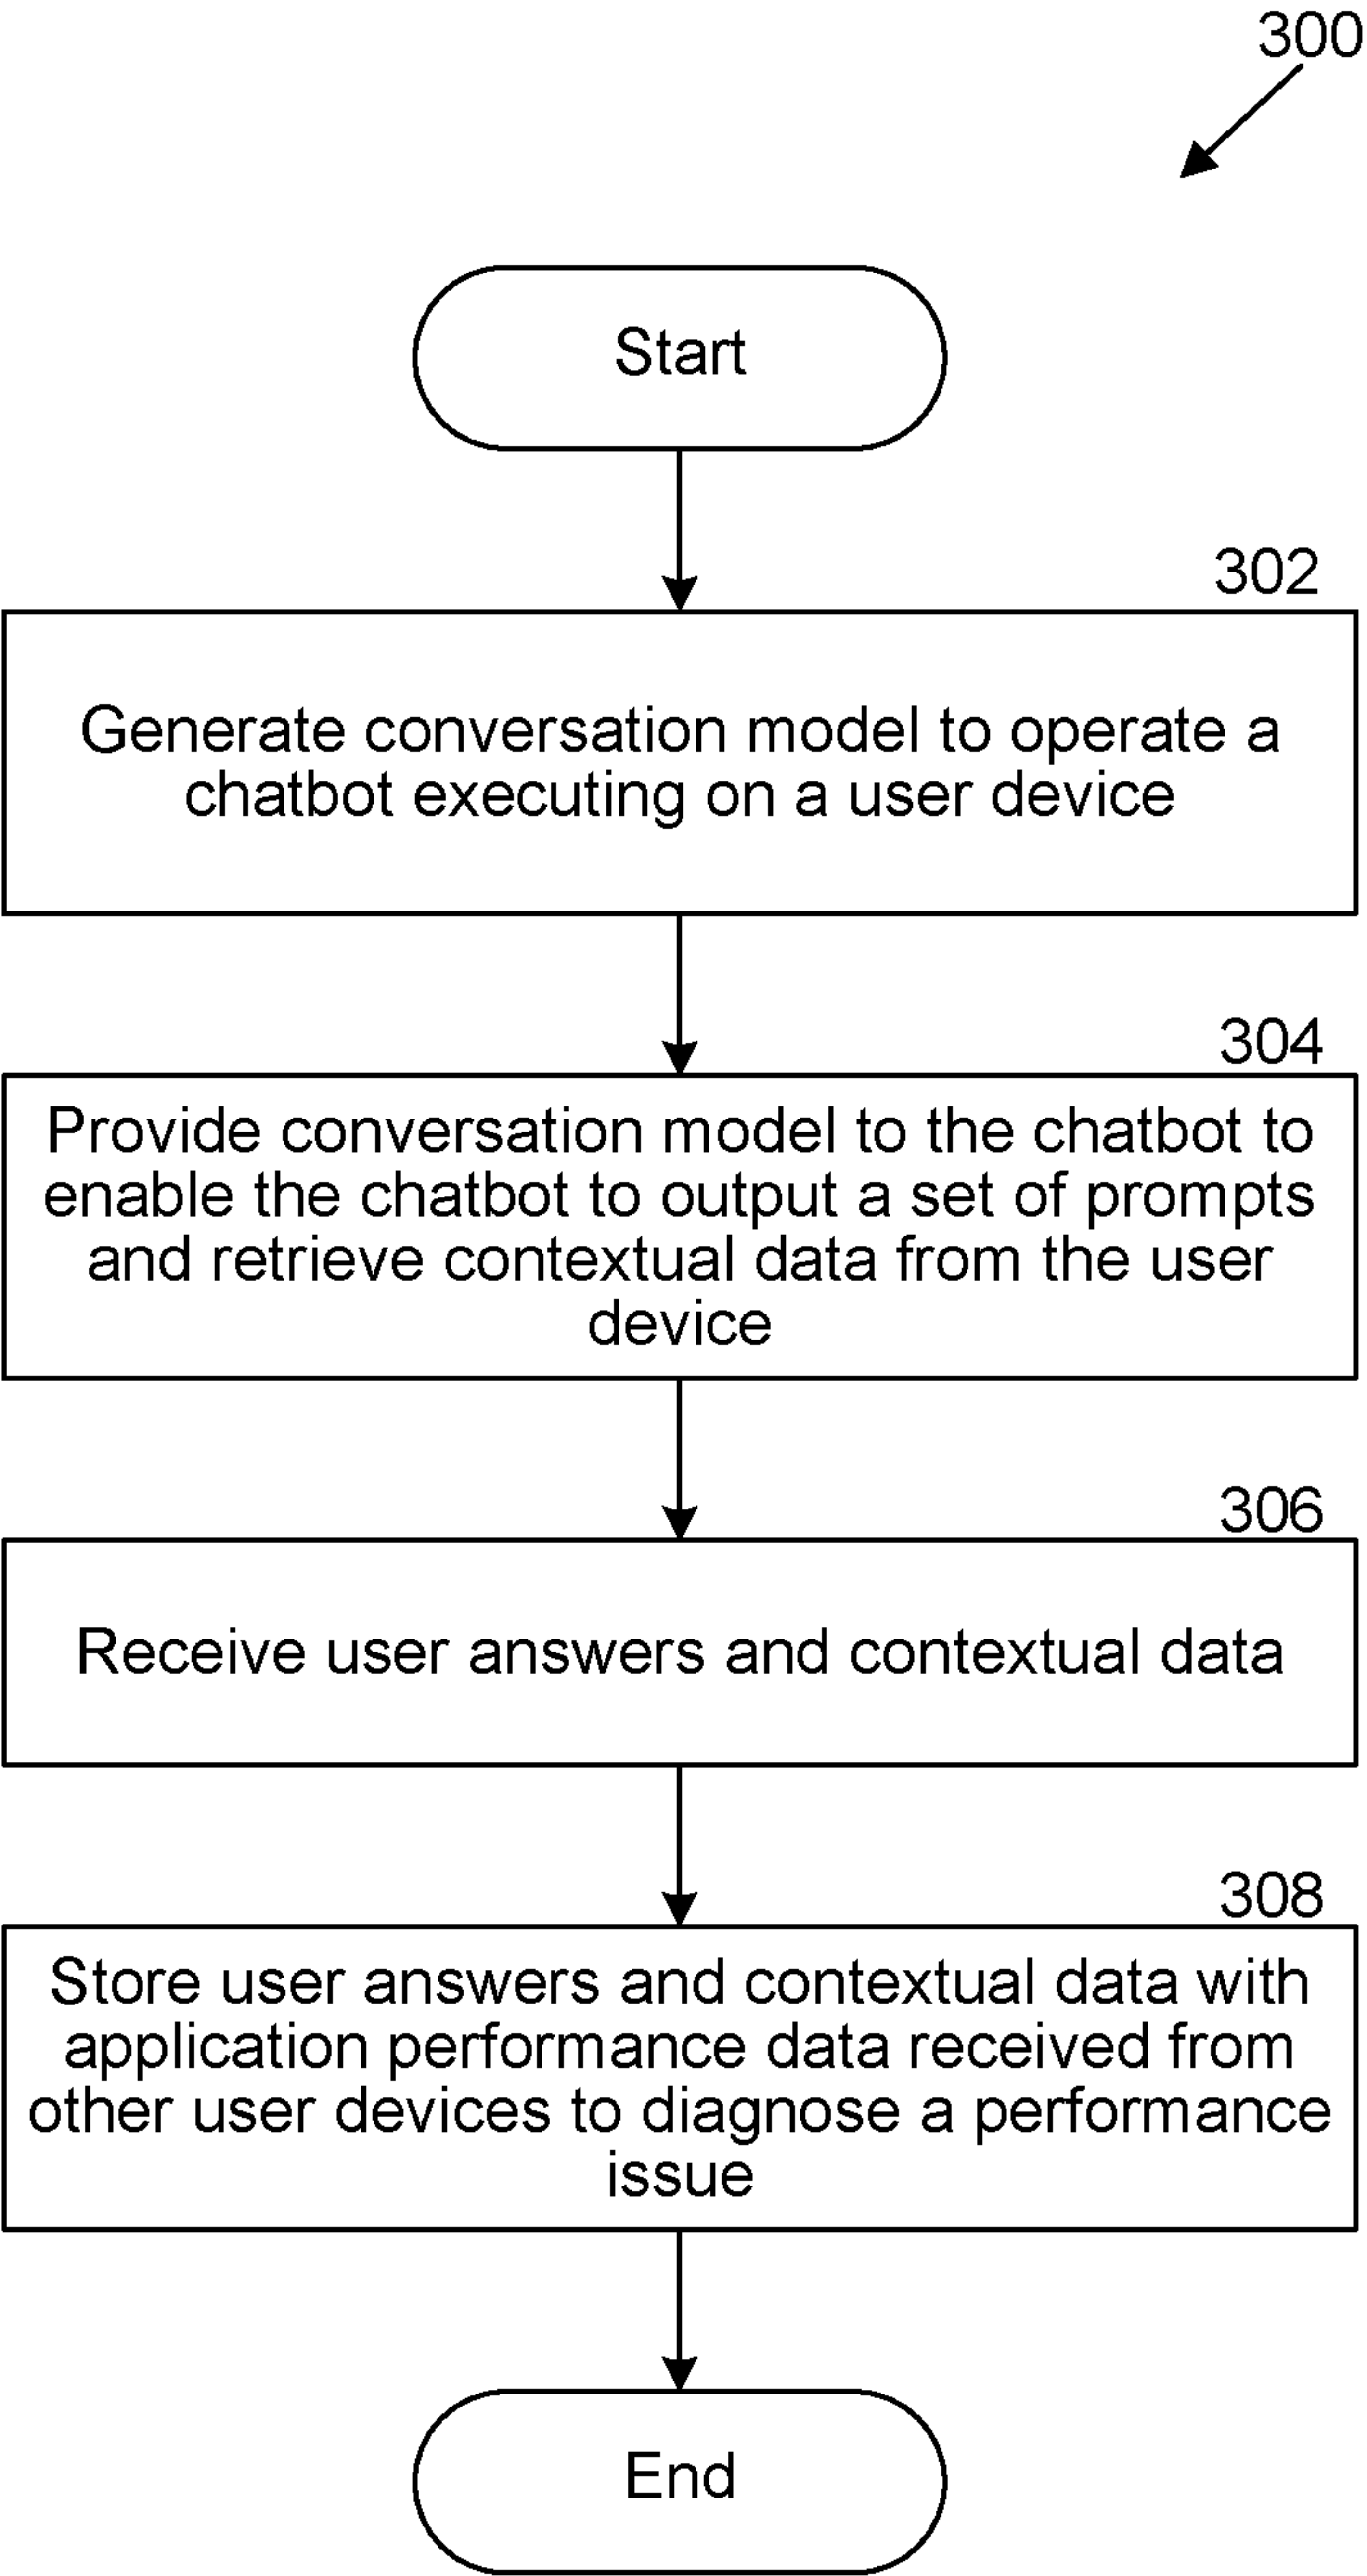 300
Start
302
Generate conversation model to operate a
chatbot executing on a user device
304
Provide conversation model to the chatbot to
enable the chatbot to output a set of prompts
and retrieve contextual data from the user
device
306
Receive user answers and contextual data
308
Store user answers and contextual data with
application performance data received from
other user devices to diagnose a performance
issue
End